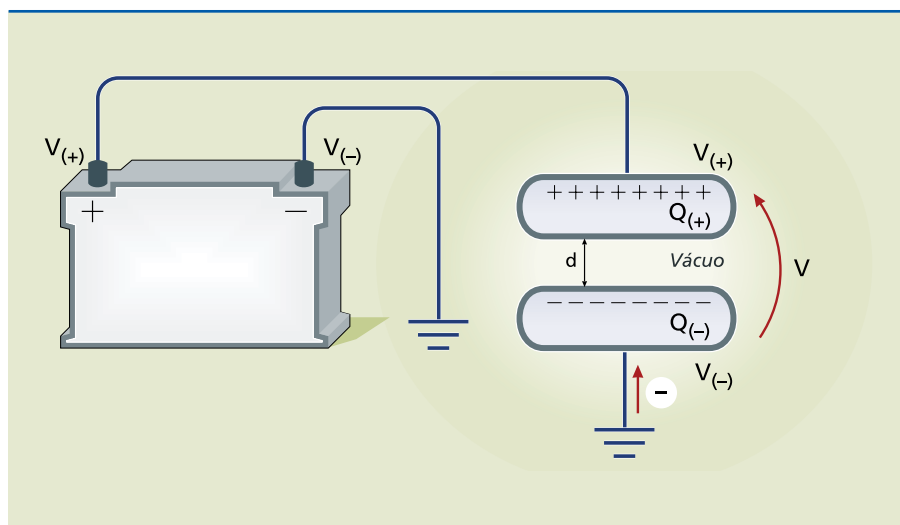 V(+)
V(–)
+
–
V(+)
+ + + + + + + +
Q(+)
d
Vácuo
V
– – – – – – – –
Q(–)
V(–)
–